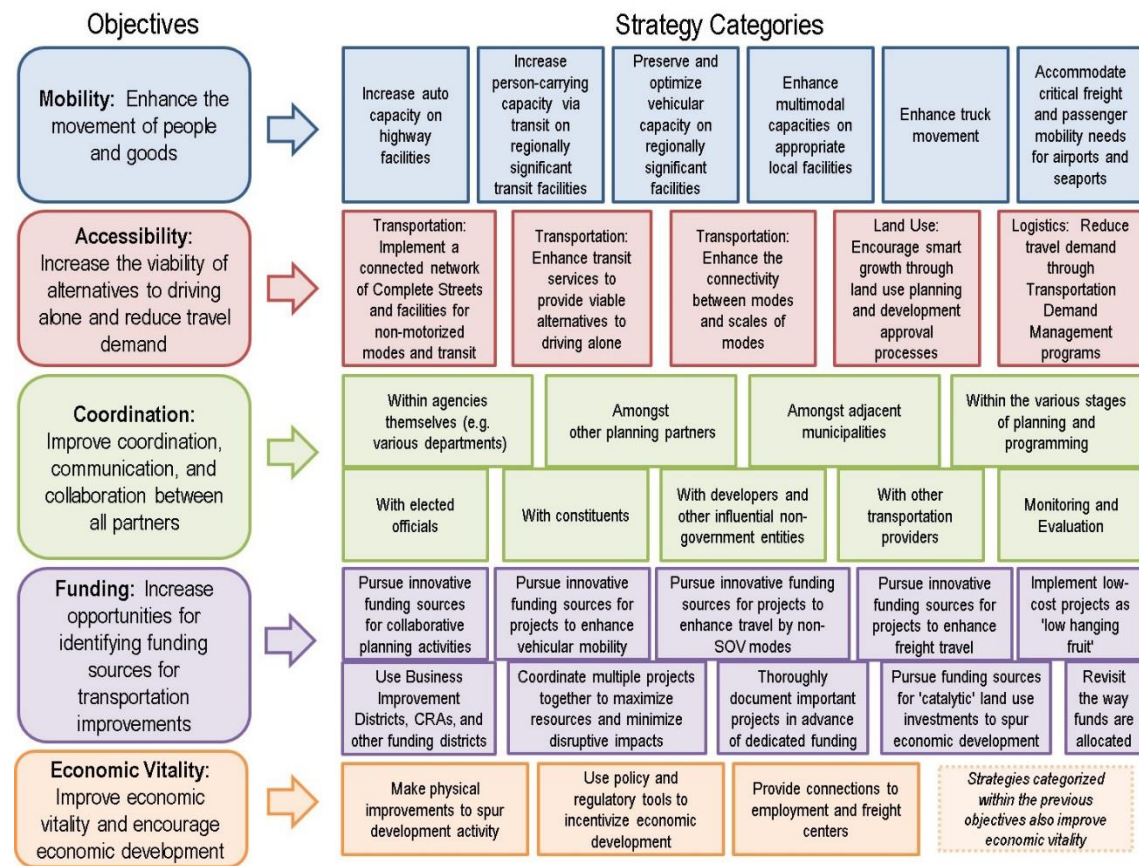 Objectives
Strategy Categories
Mobility: Enhance the
movement of people
and goods
Increase auto
capacity on
highway
facilities
Increase
person-carrying
capacity via
transit on
regionally
significant
transit facilities
Preserve and
optimize
vehicular
capacity on
regionally
significant
facilities
Enhance
multimodal
capacities on
appropriate
local facilities
Enhance truck
movement
Accommodate
critical freight
and passenger
mobility needs
for airports and
seaports
Accessibility:
Increase the viability of
alternatives to driving
alone and reduce travel
demand
Transportation:
Implement a
connected network
of Complete Streets
and facilities for
non-motorized
modes and transit
Transportation:
Enhance transit
services to
provide viable
alternatives to
driving alone
Transportation:
Enhance the
connectivity
between modes
and scales of
modes
Land Use:
Encourage smart
growth through
land use planning
and development
approval
processes
Logistics: Reduce
travel demand
through
Transportation
Demand
Management
programs
Coordination:
Improve coordination,
communication, and
collaboration between
all partners
Within agencies
themselves (e.g.
various departments)
Amongst
other planning partners
Amongst adjacent
municipalities
Within the various stages
of planning and
programming
With elected
officials
With constituents
With developers and
other influential non-
government entities
With other
transportation
providers
Monitoring and
Evaluation
Funding: Increase
opportunities for
identifying funding
sources for
transportation
improvements
Pursue innovative
funding sources
for collaborative
planning activities
Pursue innovative
funding sources for
projects to enhance
vehicular mobility
Pursue innovative funding
sources for projects to
enhance travel by non-
SOV modes
Pursue innovative
funding sources for
projects to enhance
freight travel
Implement low-
cost projects as
'low hanging
fruit'
Use Business
Improvement
Districts, CRAs, and
other funding districts
Coordinate multiple projects
together to maximize
resources and minimize
disruptive impacts
Thoroughly
document important
projects in advance
of dedicated funding
Pursue funding sources
for 'catalytic' land use
investments to spur
economic development
Revisit
the way
funds are
allocated
Economic Vitality:
Improve economic
vitality and encourage
economic development
Make physical
improvements to spur
development activity
Use policy and
regulatory tools to
incentivize economic
development
Provide connections to
employment and freight
centers
Strategies categorized
within the previous
objectives also improve
economic vitality